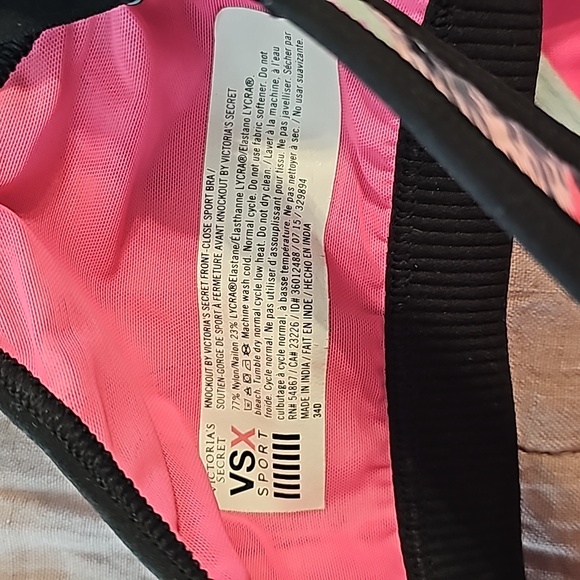 VICTORIA'S
SECRET
VSX
SPORT
KNOCKOUT BY VICTORIA'S SECRET FRONT-CLOSE SPORT BRA /
SOUTIEN-GORGE DE SPORT À FERMETURE AVANT KNOCKOUT BY VICTORIA'S SECRET
77% Nylon/Nailon 23% LYCRA®Elastane/Élasthanne LYCRA®/Elastano LYCRA®
Machine wash cold. Normal cycle. Do not use fabric softener. Do not
bleach. Tumble dry normal cycle low heat. Do not dry clean. / Laver à la machine, à l'eau
froide. Cycle normal. Ne pas utiliser d'assouplissant pour tissu. Ne pas javelliser. Sécher par
culbutage à cycle normal, à basse température. Ne pas nettoyer à sec. / No usar suavizante.
RN# 54867 / CA# 23226 / ID# 36012488 / 07 15 / 329894
MADE IN INDIA / FAIT EN INDE / HECHO EN INDIA
34D